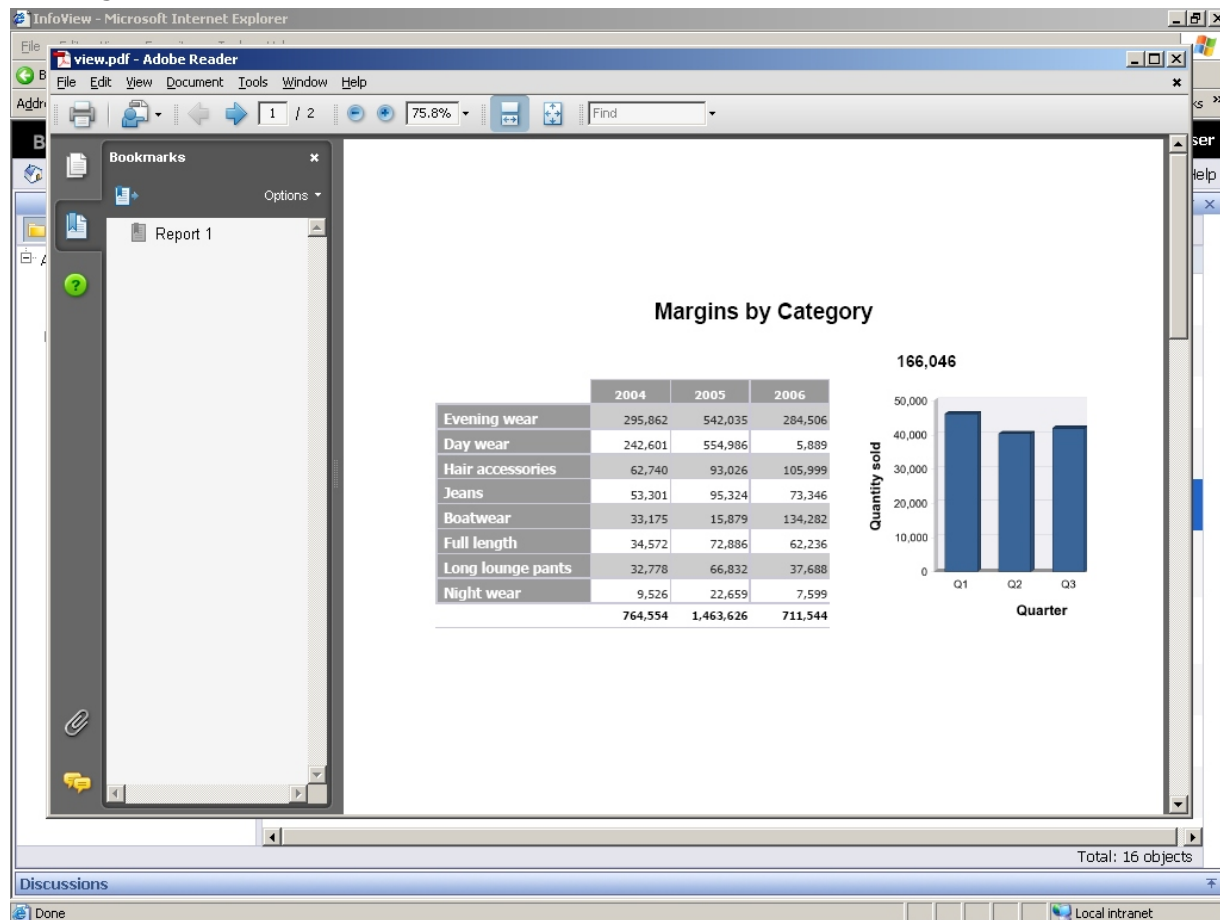 InfoView - Microsoft Internet Explorer
File
view.pdf - Adobe Reader
File Edit View Document Tools Window Help
1 / 2 75.8% Find
Bookmarks
Options
Report 1
Margins by Category
166,046
2004 2005 2006
Evening wear 295,862 542,035 284,506
Day wear 242,601 554,986 5,889
Hair accessories 62,740 93,026 105,999
Jeans 53,301 95,324 73,346
Boatwear 33,175 15,879 134,282
Full length 34,572 72,886 62,236
Long lounge pants 32,778 66,832 37,688
Night wear 9,526 22,659 7,599
764,554 1,463,626 711,544
50,000
40,000
30,000
20,000
10,000
0
Quantity sold
Q1 Q2 Q3
Quarter
Total: 16 objects
Discussions
Done Local intranet